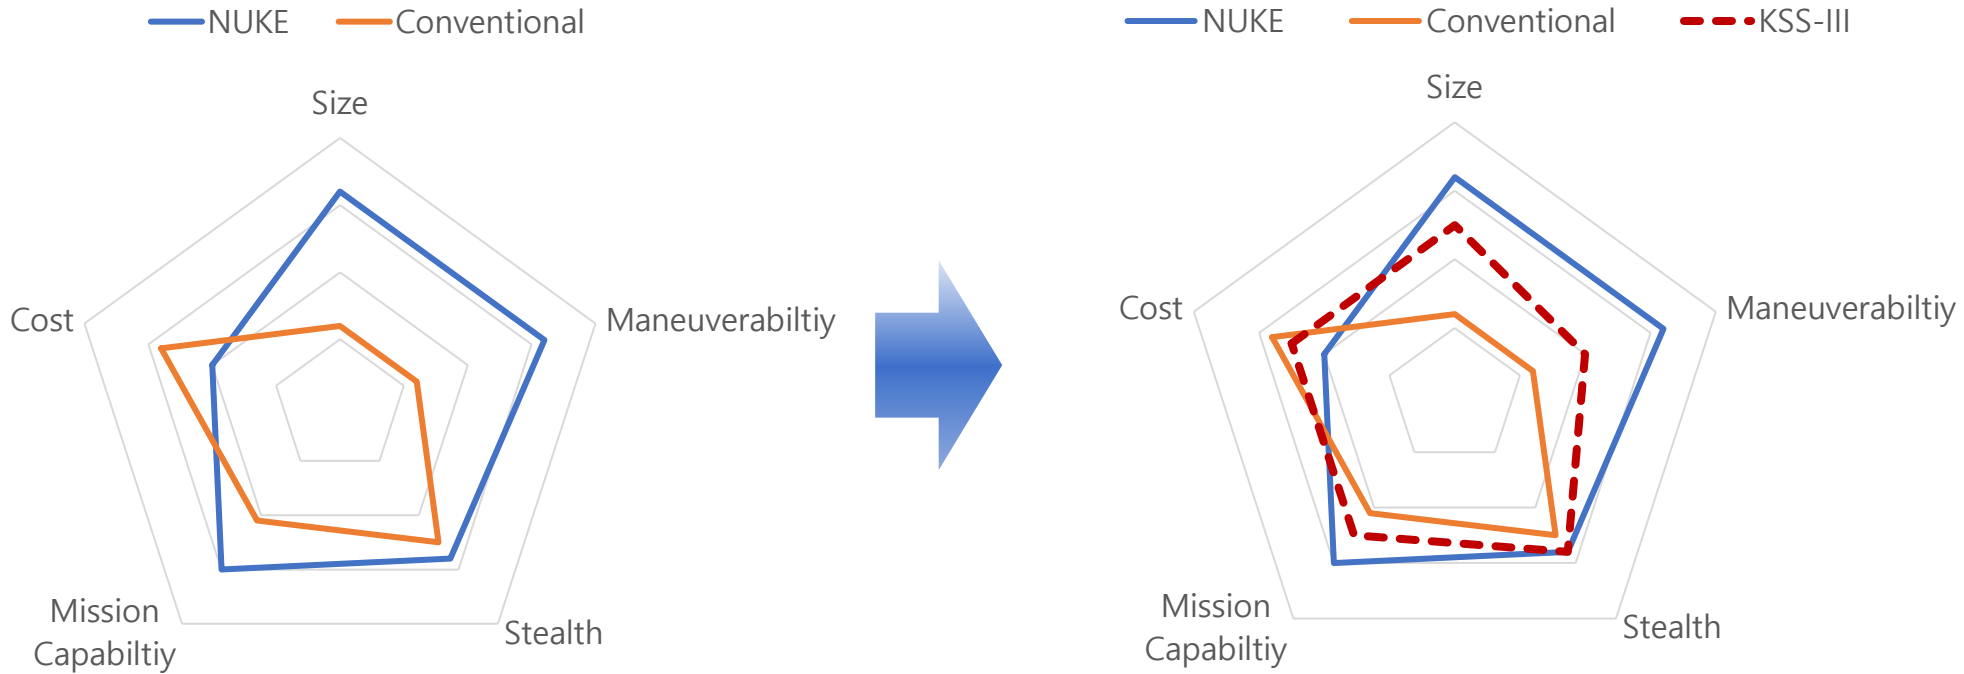 NUKE
Conventional
Size
Cost
Maneuverabiltiy
Mission
Capabiltiy
Stealth
NUKE
Conventional
KSS-III
Size
Cost
Maneuverabiltiy
Mission
Capabiltiy
Stealth